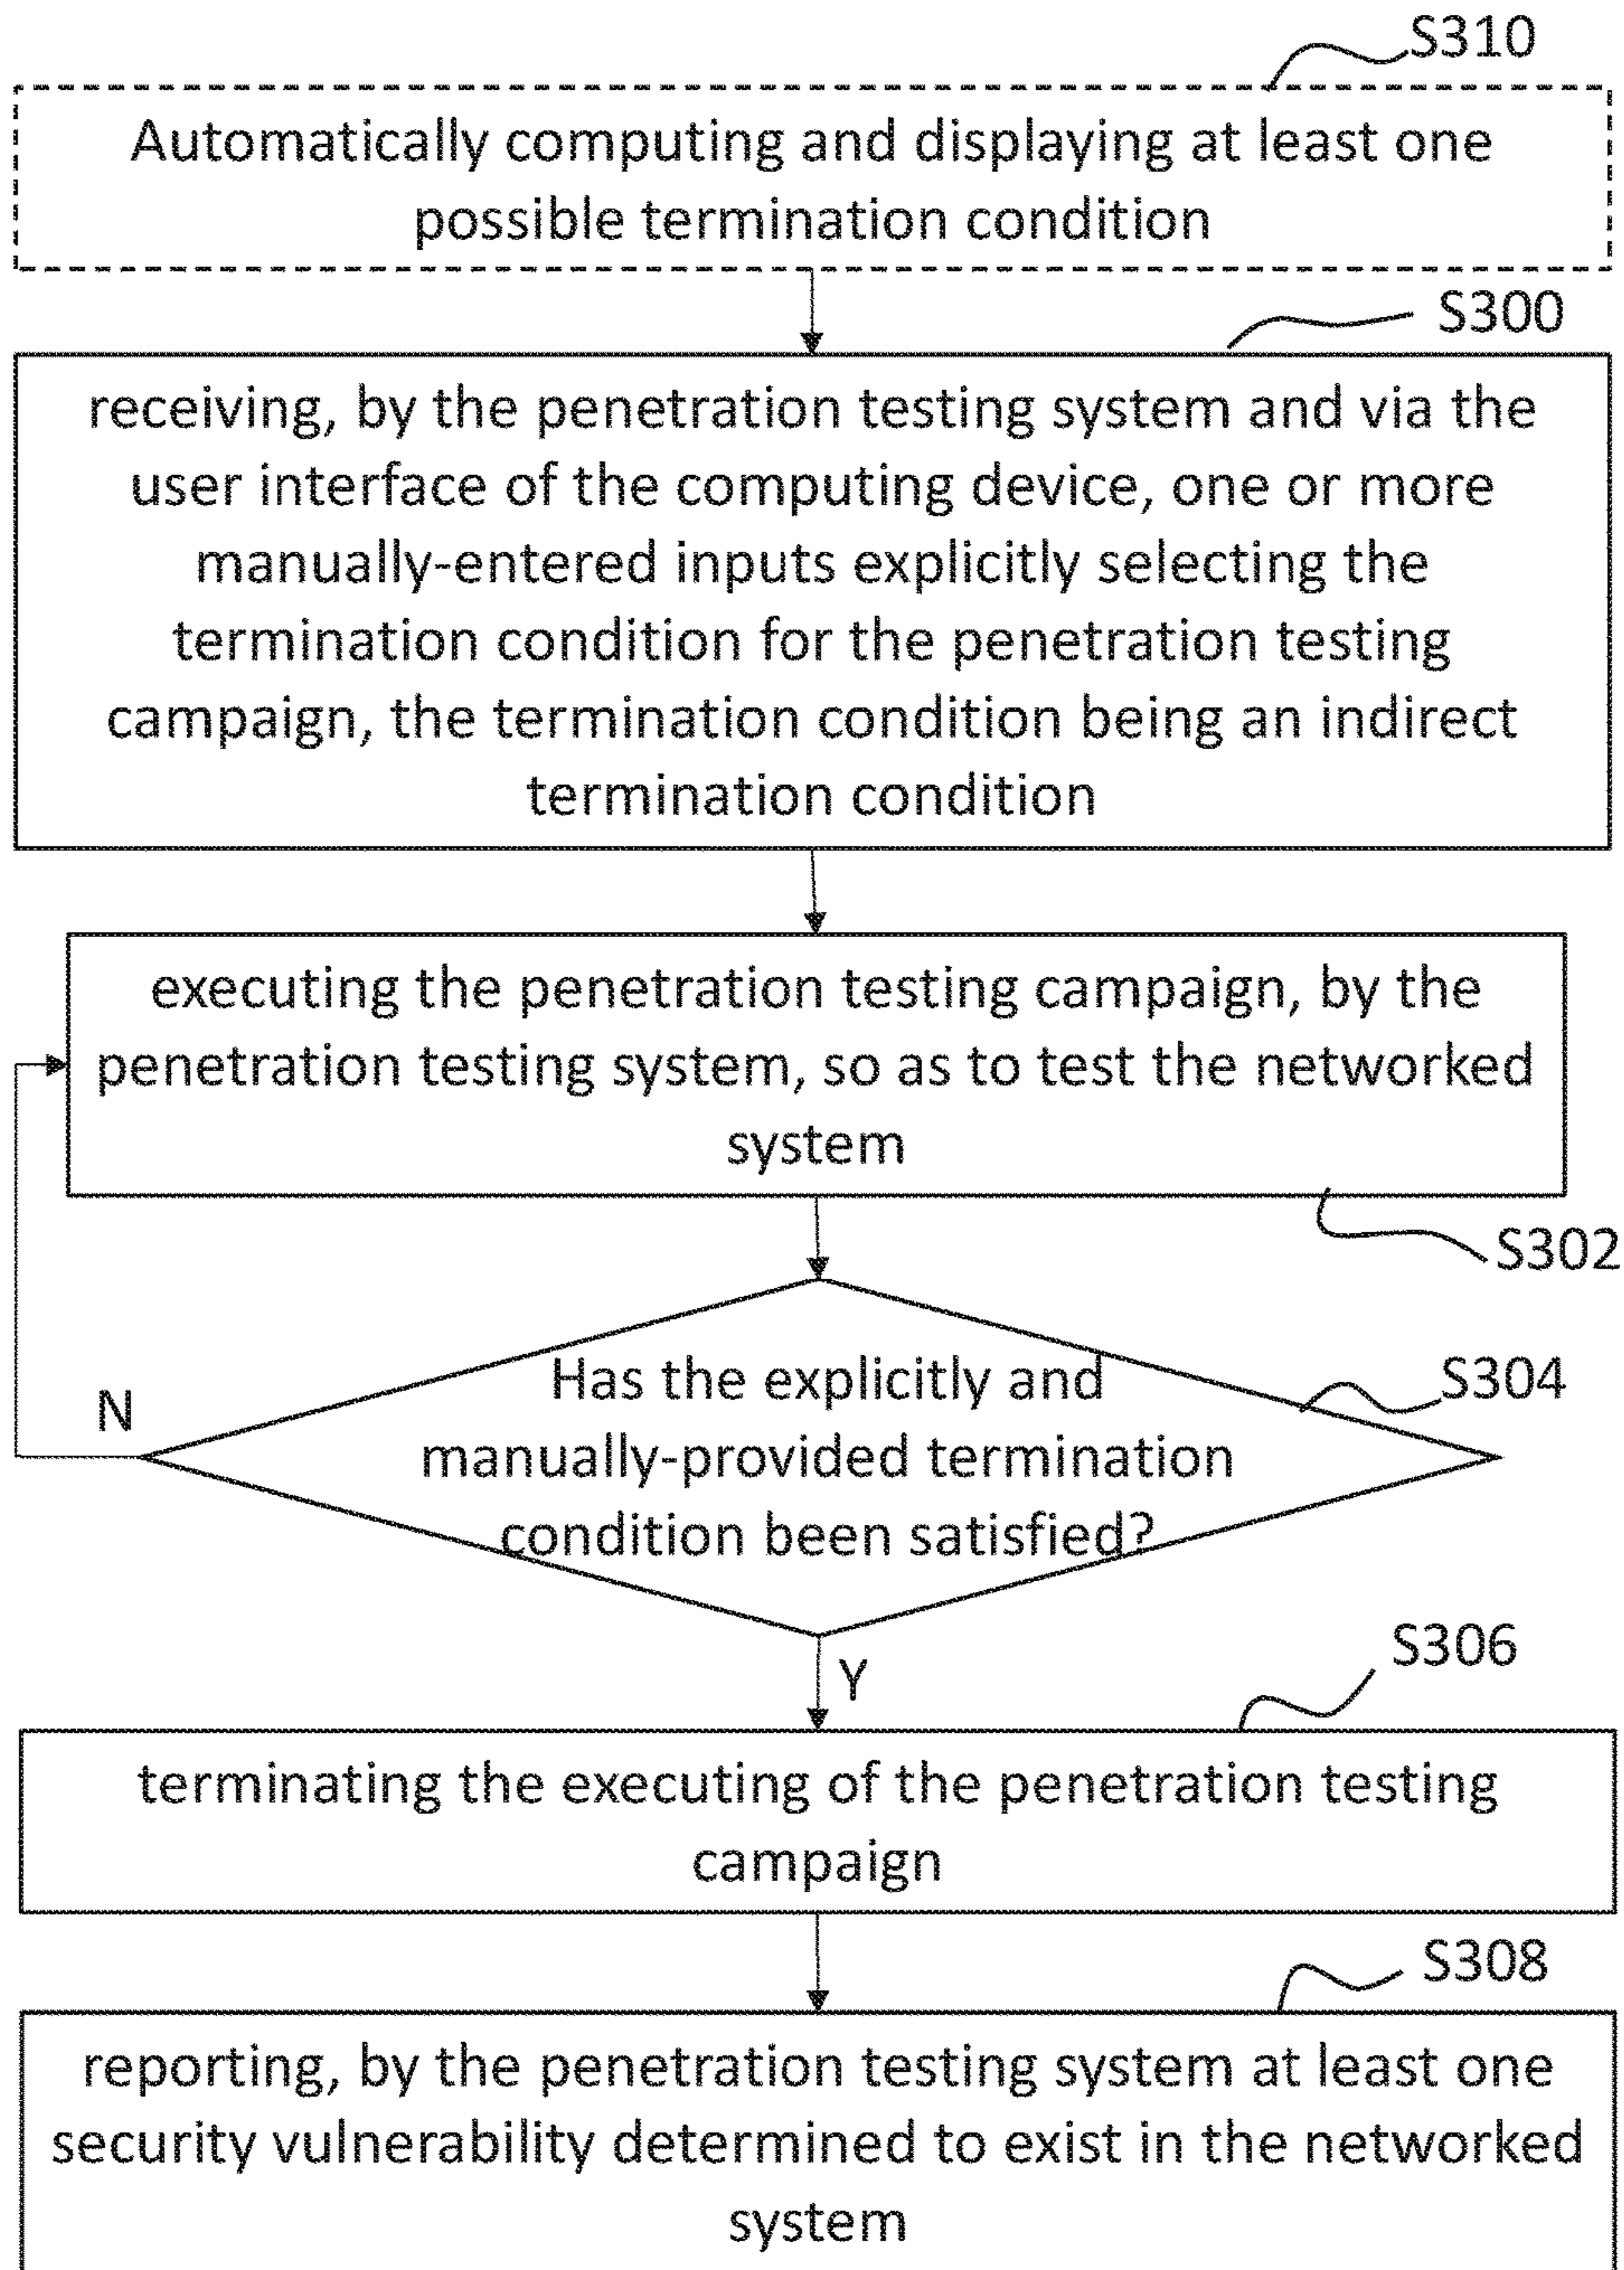 S310
Automatically computing and displaying at least one
possible termination condition
S300
receiving, by the penetration testing system and via the
user interface of the computing device, one or more
manually-entered inputs explicitly selecting the
termination condition for the penetration testing
campaign, the termination condition being an indirect
termination condition
executing the penetration testing campaign, by the
penetration testing system, so as to test the networked
system
S302
Has the explicitly and
manually-provided termination
condition been satisfied?
S304
N
Y
S306
terminating the executing of the penetration testing
campaign
S308
reporting, by the penetration testing system at least one
security vulnerability determined to exist in the networked
system